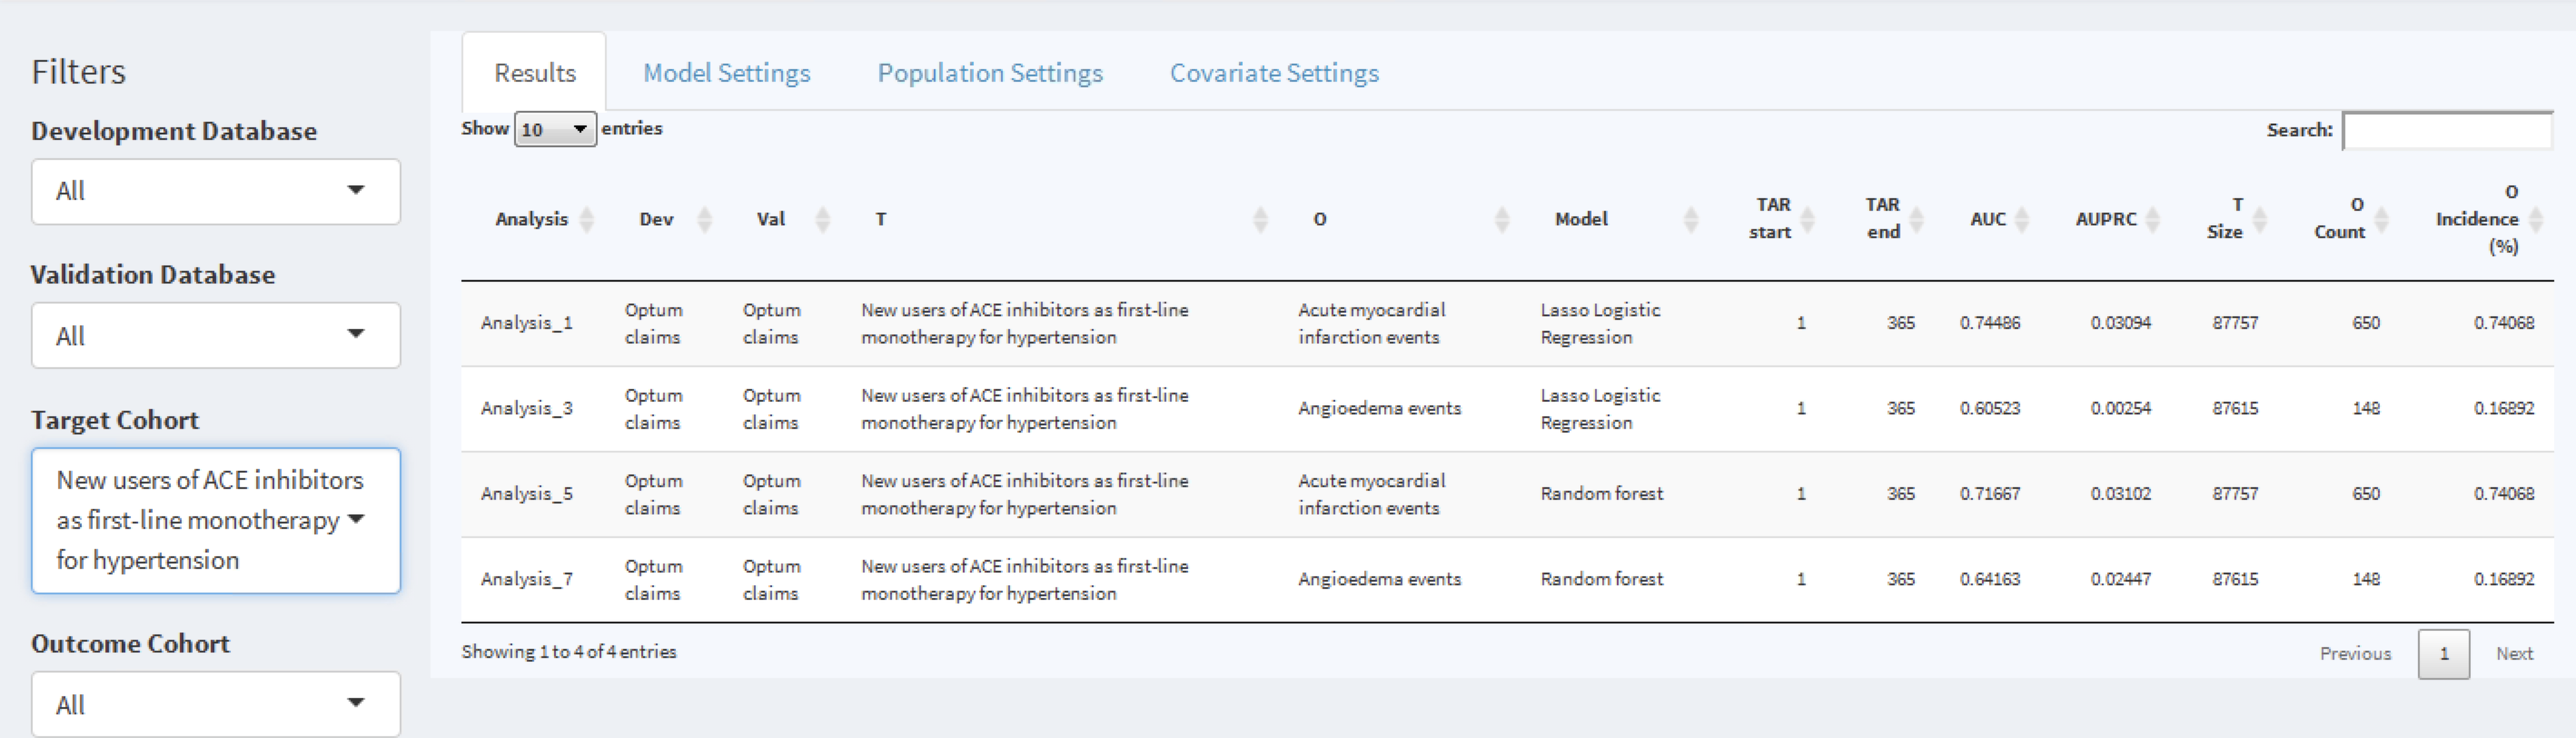 Filters
Development Database
All
Validation Database
All
Target Cohort
New users of ACE inhibitors
as first-line monotherapy
for hypertension
Outcome Cohort
All
Results Model Settings Population Settings Covariate Settings
Show 10 entries
Search:
Analysis Dev Val T O Model TAR start TAR end AUC AUPRC T Size O Count O Incidence (%)
Analysis_1 Optum claims Optum claims New users of ACE inhibitors as first-line monotherapy for hypertension Acute myocardial infarction events Lasso Logistic Regression 1 365 0.74486 0.03094 87757 650 0.74068
Analysis_3 Optum claims Optum claims New users of ACE inhibitors as first-line monotherapy for hypertension Angioedema events Lasso Logistic Regression 1 365 0.60523 0.00254 87615 148 0.16892
Analysis_5 Optum claims Optum claims New users of ACE inhibitors as first-line monotherapy for hypertension Acute myocardial infarction events Random forest 1 365 0.71667 0.03102 87757 650 0.74068
Analysis_7 Optum claims Optum claims New users of ACE inhibitors as first-line monotherapy for hypertension Angioedema events Random forest 1 365 0.64163 0.02447 87615 148 0.16892
Showing 1 to 4 of 4 entries
Previous 1 Next